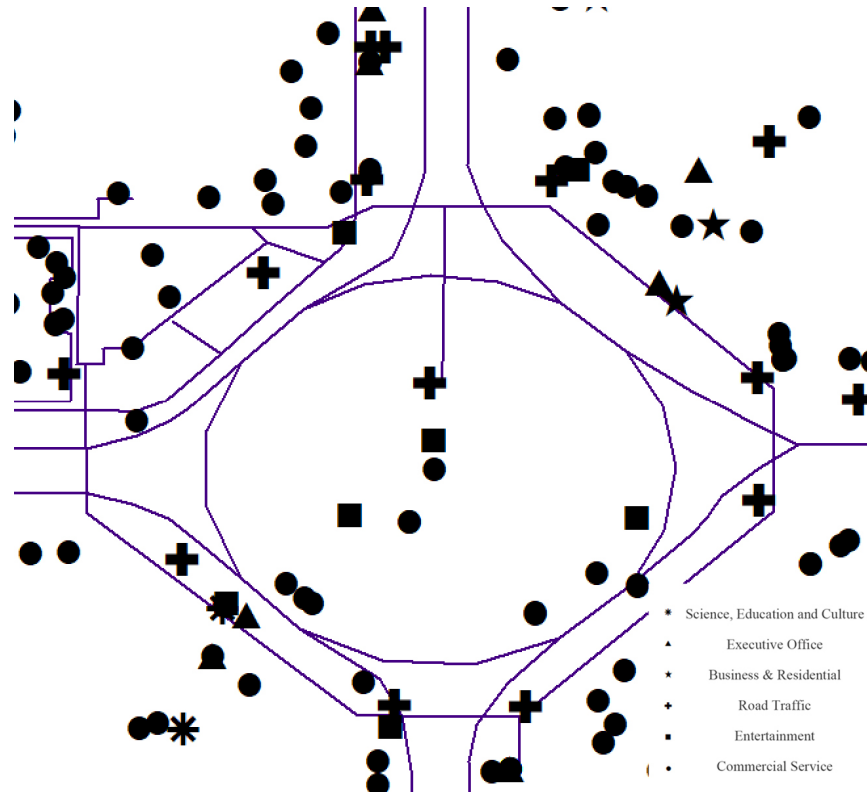 Science, Education and Culture
Executive Office
Business & Residential
Road Traffic
Entertainment
Commercial Service